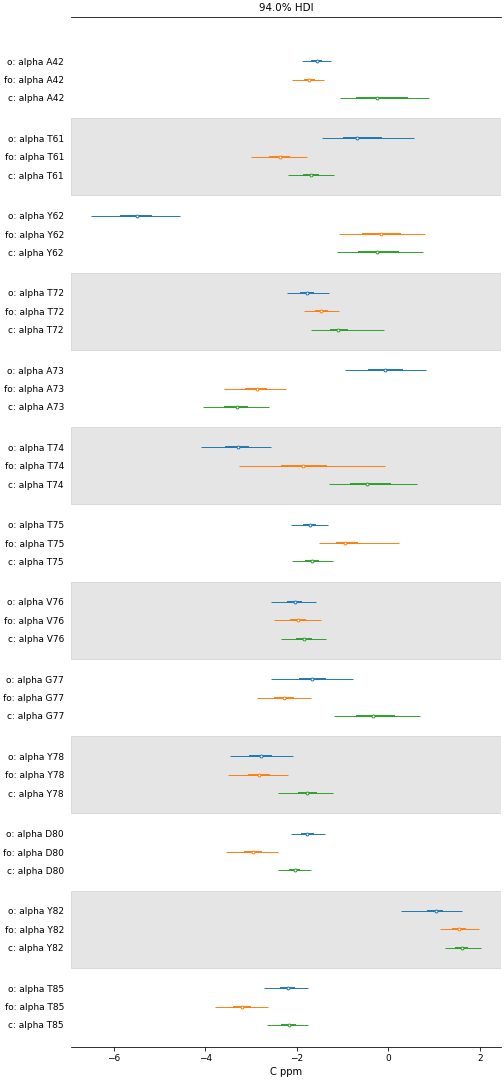 94.0% HDI
o: alpha A42
fo: alpha A42
c: alpha A42
o: alpha T61
fo: alpha T61
c: alpha T61
o: alpha Y62
fo: alpha Y62
c: alpha Y62
o: alpha T72
fo: alpha T72
c: alpha T72
o: alpha A73
fo: alpha A73
c: alpha A73
o: alpha T74
fo: alpha T74
c: alpha T74
o: alpha T75
fo: alpha T75
c: alpha T75
o: alpha V76
fo: alpha V76
c: alpha V76
o: alpha G77
fo: alpha G77
c: alpha G77
o: alpha Y78
fo: alpha Y78
c: alpha Y78
o: alpha D80
fo: alpha D80
c: alpha D80
o: alpha Y82
fo: alpha Y82
c: alpha Y82
o: alpha T85
fo: alpha T85
c: alpha T85
−6 −4 −2 0 2
C ppm